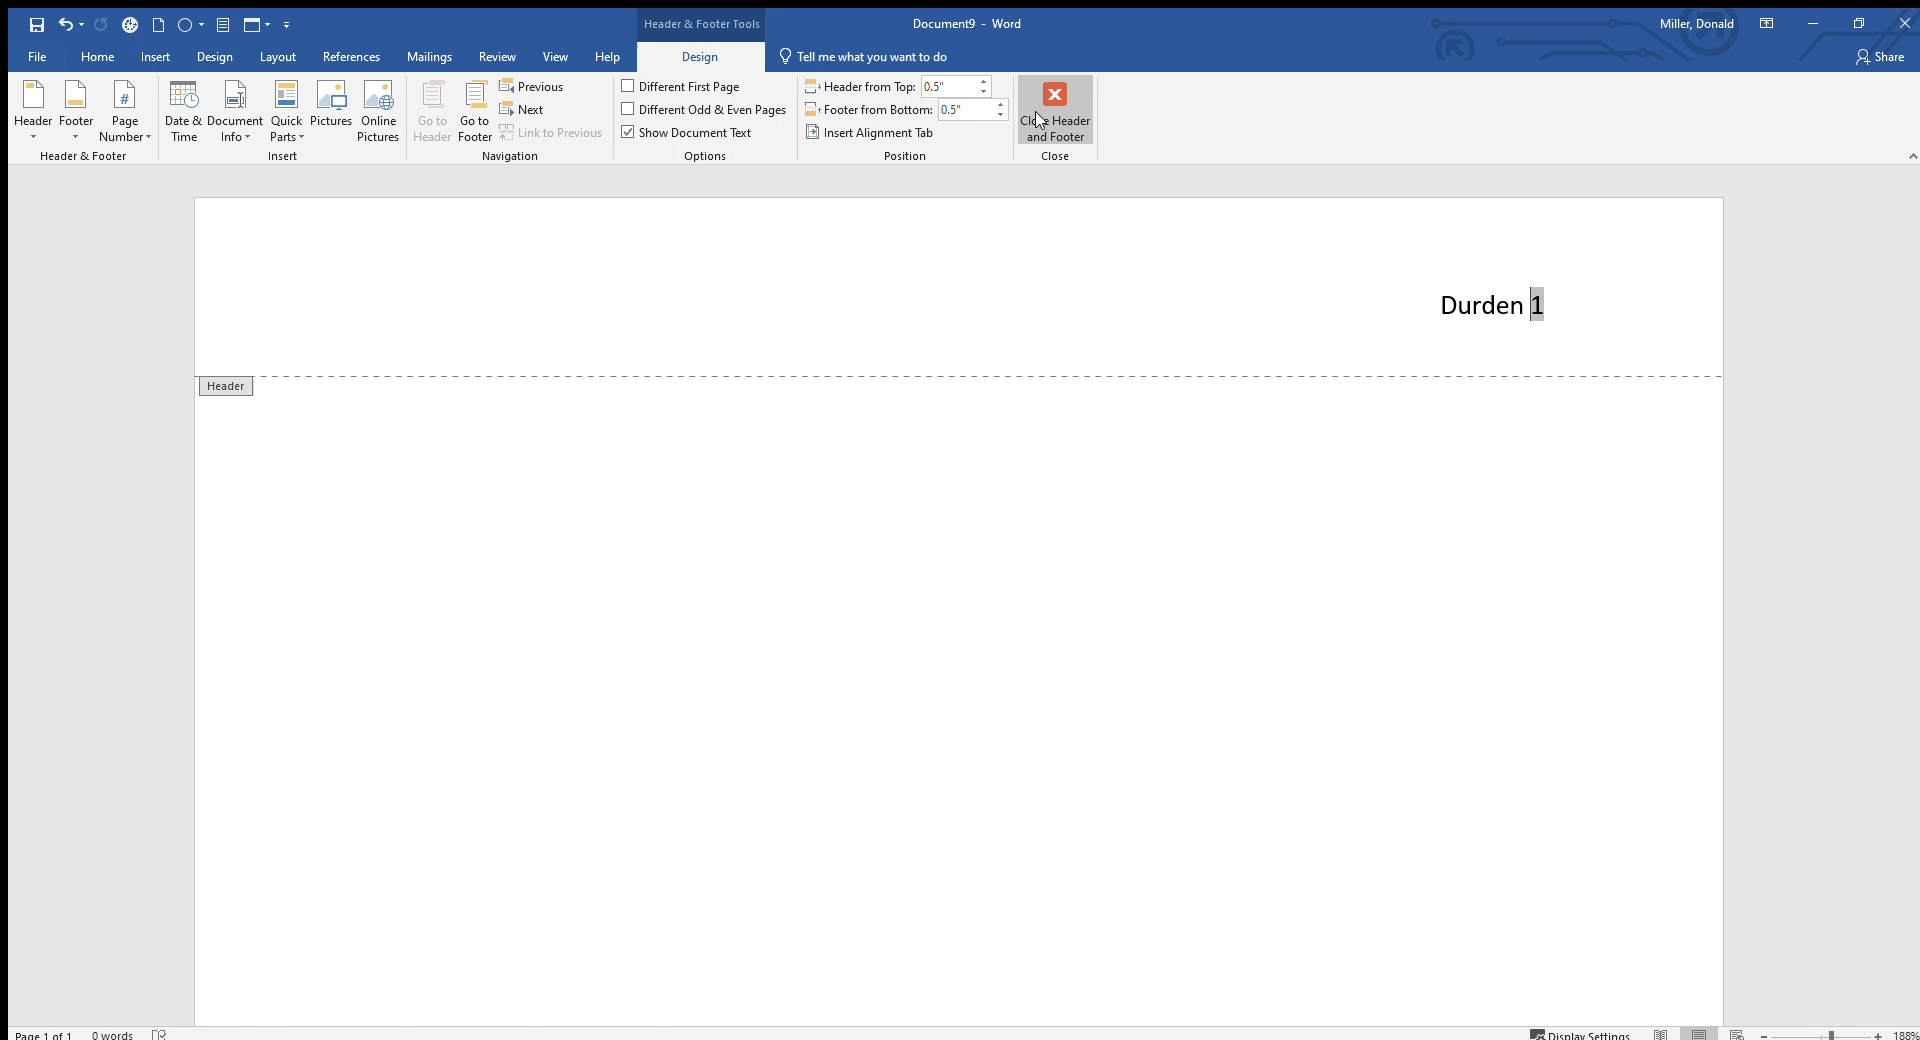 Header & Footer Tools
Document9 - Word
Miller, Donald
File Home Insert Design Layout References Mailings Review View Help Design Tell me what you want to do Share
Header
Footer
Page
Number
Header & Footer
Date &
Time
Document
Info
Quick
Parts
Pictures
Online
Pictures
Insert
Go to
Header
Go to
Footer
Previous
Next
Link to Previous
Navigation
Different First Page
Different Odd & Even Pages
Show Document Text
Options
Header from Top: 0.5"
Footer from Bottom: 0.5"
Insert Alignment Tab
Position
Close Header
and Footer
Close
Durden 1
Header
Page 1 of 1 0 words Display Settings 188%